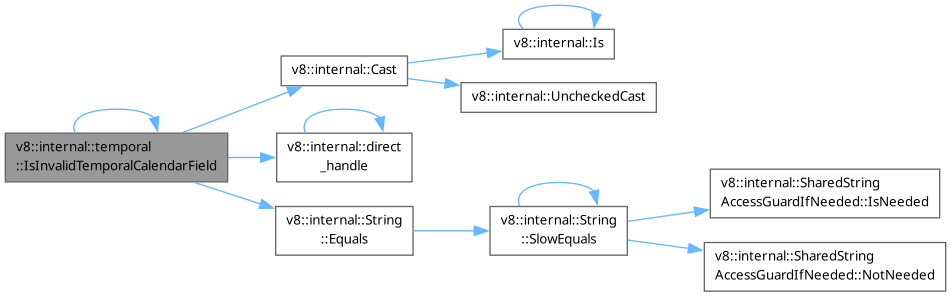 v8::internal::Is
v8::internal::Cast
v8::internal::UncheckedCast
v8::internal::temporal
::IsInvalidTemporalCalendarField
v8::internal::direct
_handle
v8::internal::SharedString
AccessGuardIfNeeded::IsNeeded
v8::internal::String
::Equals
v8::internal::String
::SlowEquals
v8::internal::SharedString
AccessGuardIfNeeded::NotNeeded